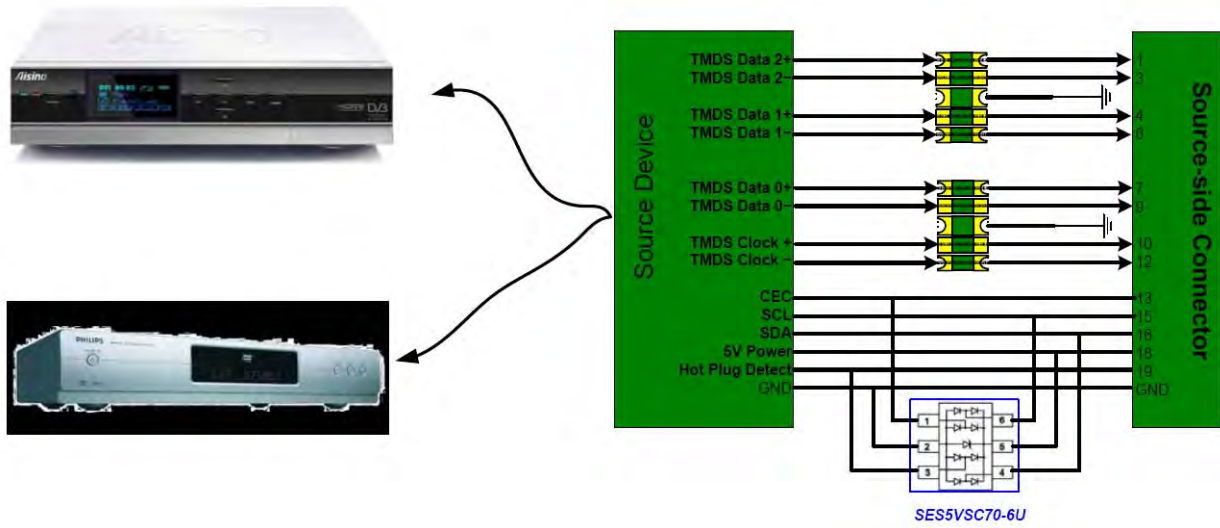 Aisino
DVB
PHILIPS
Source Device
TMDS Data 2+
TMDS Data 2−
TMDS Data 1+
TMDS Data 1−
TMDS Data 0+
TMDS Data 0−
TMDS Clock +
TMDS Clock −
CEC
SCL
SDA
5V Power
Hot Plug Detect
GND
1
3
4
6
7
9
10
12
13
15
16
18
19
GND
Source-side Connector
1
2
3
6
5
4
SES5VSC70-6U